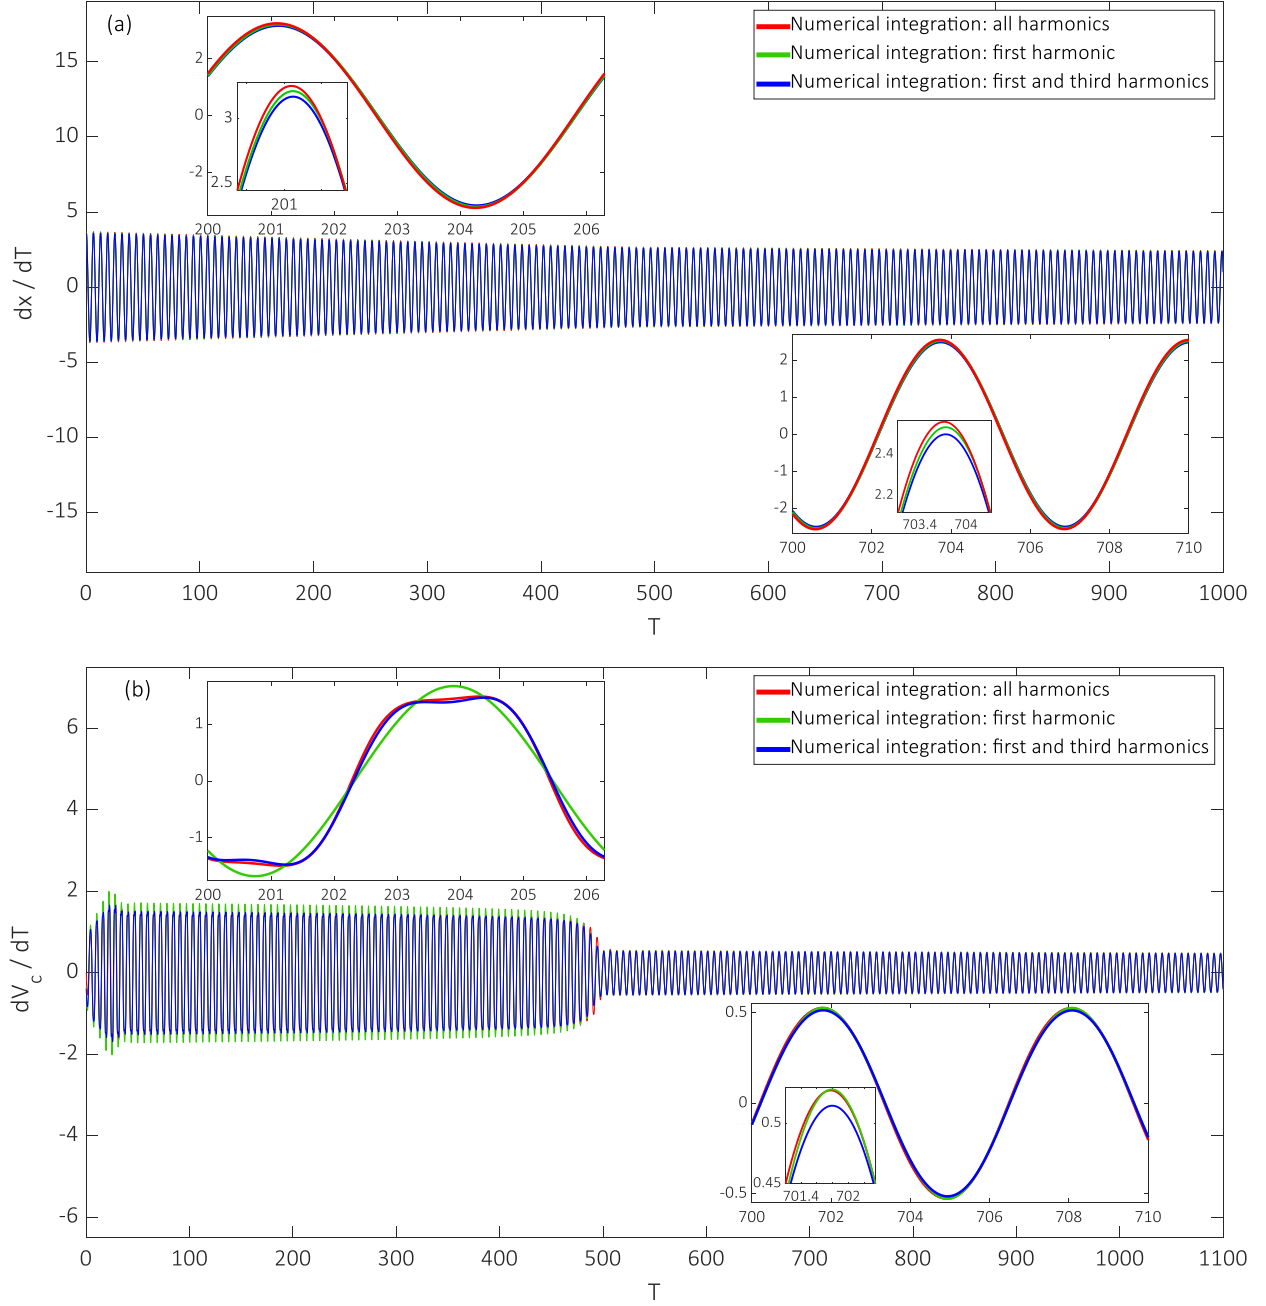 (a)
Numerical integration: all harmonics
Numerical integration: first harmonic
Numerical integration: first and third harmonics
15
10
5
0
-5
-10
-15
dx / dT
2
0
-2
200 201 202 203 204 205 206
3
2.5
201
2
1
0
-1
-2
700 702 704 706 708 710
2.4
2.2
703.4 704
0 100 200 300 400 500 600 700 800 900 1000
T
(b)
Numerical integration: all harmonics
Numerical integration: first harmonic
Numerical integration: first and third harmonics
6
4
2
0
-2
-4
-6
dVc / dT
1
0
-1
200 201 202 203 204 205 206
0.5
0
-0.5
700 702 704 706 708 710
0.5
0.45
701.4 702
0 100 200 300 400 500 600 700 800 900 1000 1100
T